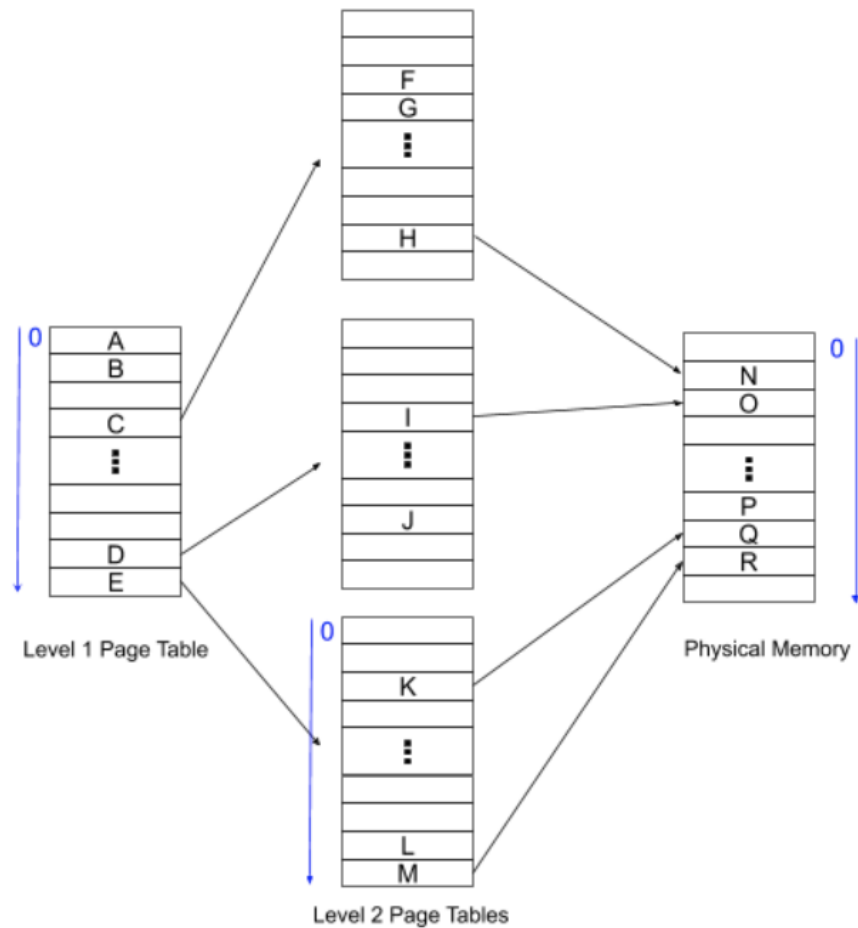 F
G
H
0
A
B
C
D
E
Level 1 Page Table
I
J
0
K
L
M
Level 2 Page Tables
0
N
O
P
Q
R
Physical Memory